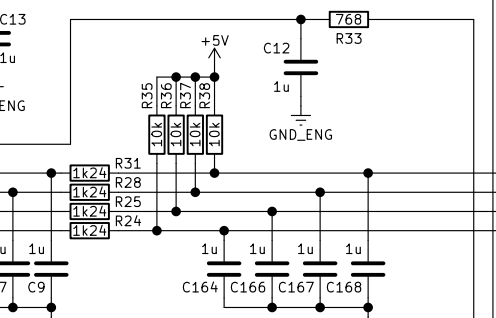 C13
1u
ENG
+5V
C12
1u
GND_ENG
768
R33
R35
R36
R37
R38
10k
10k
10k
10k
1k24 R31
1k24 R28
1k24 R25
1k24 R24
u
7
1u
C9
1u
C164
1u
C166
1u
C167
1u
C168